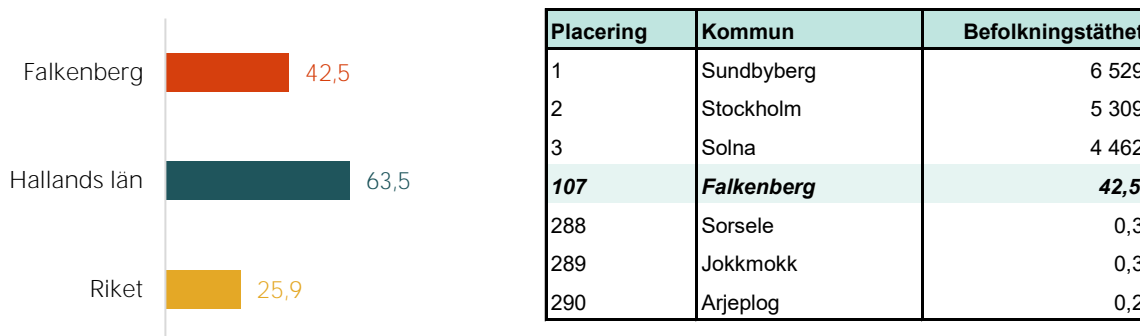 Falkenberg 42,5
Hallands län 63,5
Riket 25,9
Placering Kommun Befolkningstäthet
1 Sundbyberg 6 529
2 Stockholm 5 309
3 Solna 4 462
107 Falkenberg 42,5
288 Sorsele 0,3
289 Jokkmokk 0,3
290 Arjeplog 0,2